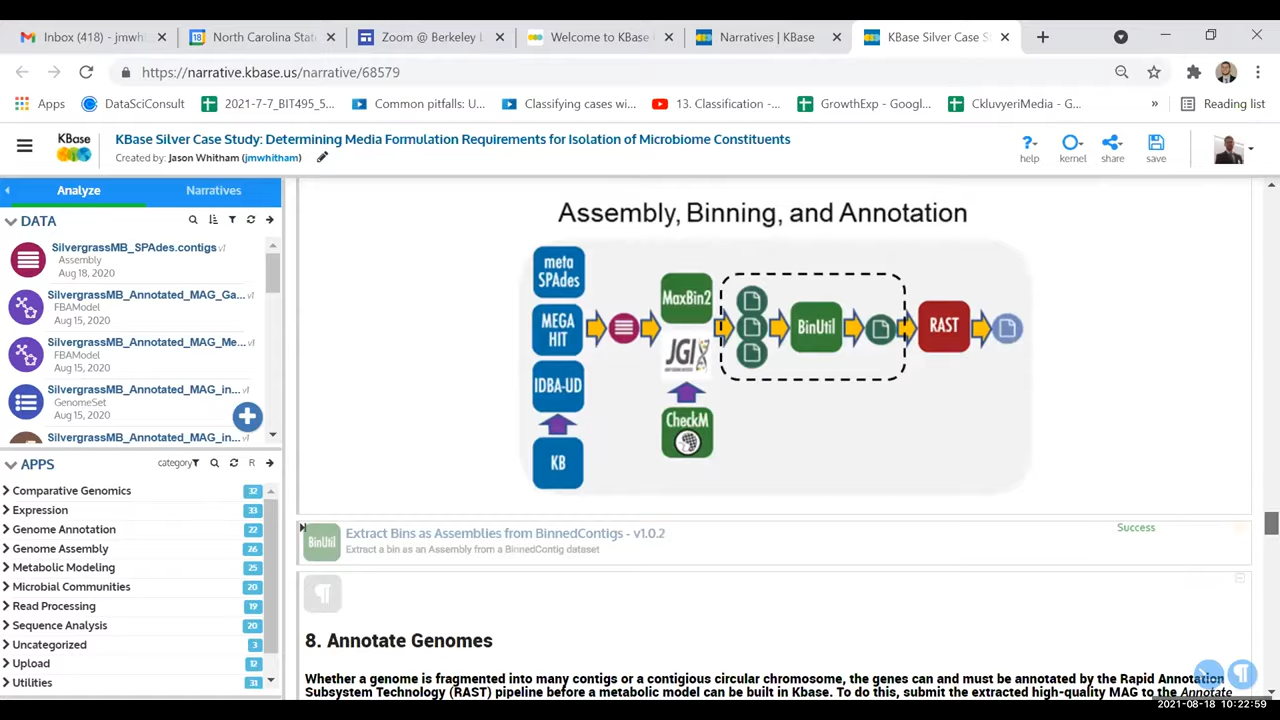 Inbox (418) - jmwh
North Carolina State
Zoom @ Berkeley L
Welcome to KBase
Narratives | KBase
KBase Silver Case S
https://narrative.kbase.us/narrative/68579
Apps
DataSciConsult
2021-7-7_BIT495_5...
Common pitfalls: U...
Classifying cases wi...
13. Classification -...
GrowthExp - Googl...
CkluvyeriMedia - G...
»
Reading list
KBase
KBase Silver Case Study: Determining Media Formulation Requirements for Isolation of Microbiome Constituents
Created by: Jason Whitham (jmwhitham)
help
kernel
share
save
Analyze
Narratives
DATA
SilvergrassMB_SPAdes.contigs v1
Assembly
Aug 18, 2020
SilvergrassMB_Annotated_MAG_Ga... v1
FBAModel
Aug 15, 2020
SilvergrassMB_Annotated_MAG_Me... v1
FBAModel
Aug 15, 2020
SilvergrassMB_Annotated_MAG_in... v1
GenomeSet
Aug 15, 2020
SilvergrassMB_Annotated_MAG_in... v1
APPS
category
R
Comparative Genomics 32
Expression 33
Genome Annotation 22
Genome Assembly 26
Metabolic Modeling 25
Microbial Communities 20
Read Processing 19
Sequence Analysis 20
Uncategorized 3
Upload 12
Utilities 31
Assembly, Binning, and Annotation
meta
SPAdes
MEGA
HIT
IDBA-UD
KB
MaxBin2
JGI
CheckM
BinUtil
RAST
BinUtil
Extract Bins as Assemblies from BinnedContigs - v1.0.2
Success
Extract a bin as an Assembly from a BinnedContig dataset
8. Annotate Genomes
Whether a genome is fragmented into many contigs or a contigious circular chromosome, the genes can and must be annotated by the Rapid Annotation
Subsystem Technology (RAST) pipeline before a metabolic model can be built in Kbase. To do this, submit the extracted high-quality MAG to the Annotate
2021-08-18 10:22:59